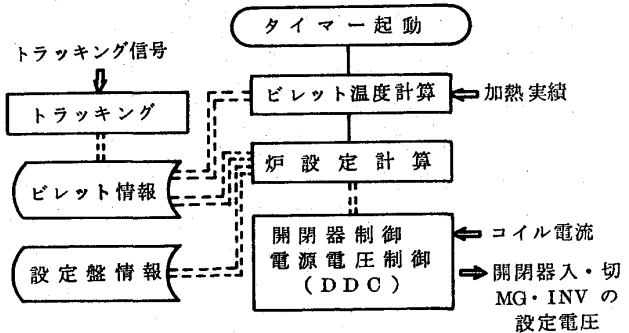 タイマー起動
トラッキング信号
トラッキング
ビレット温度計算
加熱実績
炉設定計算
ビレット情報
設定盤情報
開閉器制御
電源電圧制御
(DDC)
コイル電流
開閉器入・切
MG・INVの
設定電圧